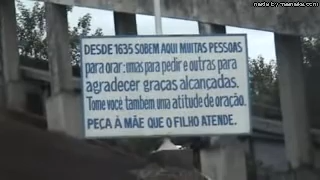 DESDE 1635 SOBEM AQUI MUITAS PESSOAS
para orar: umas para pedir e outras para
agradecer graças alcançadas.
Tome você também uma atitude de oração.
PEÇA À MÃE QUE O FILHO ATENDE.